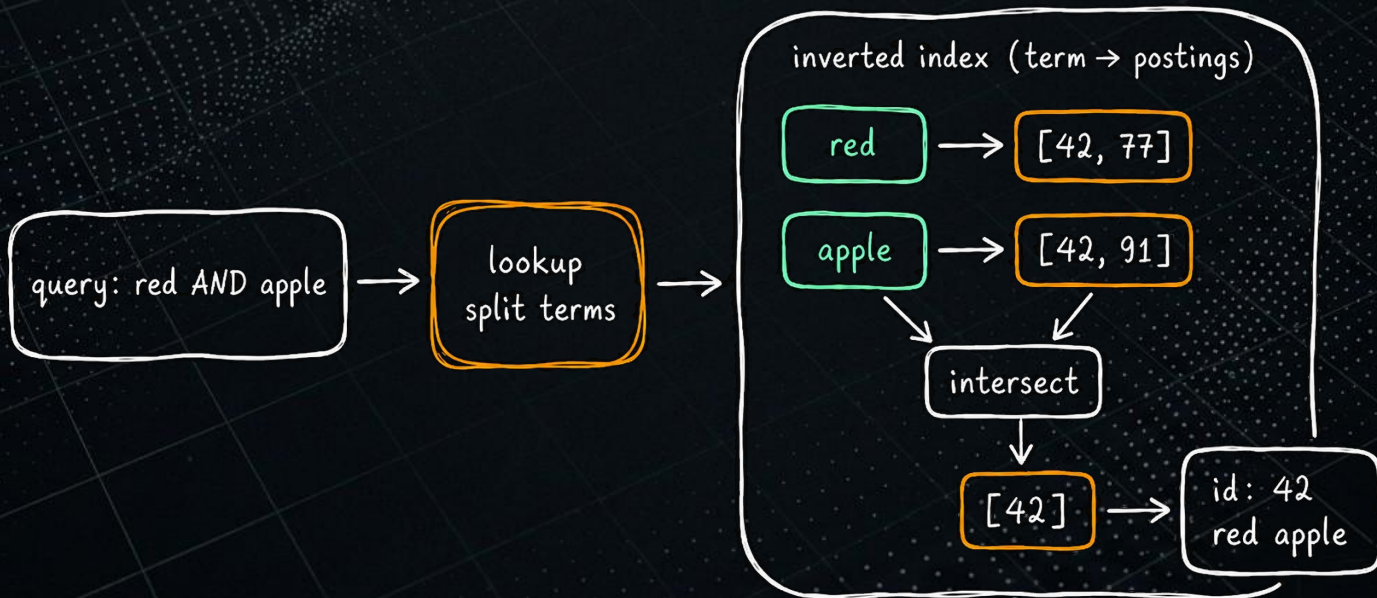 inverted index (term → postings)
red → [42, 77]
apple → [42, 91]
query: red AND apple
lookup
split terms
intersect
[42]
id: 42
red apple